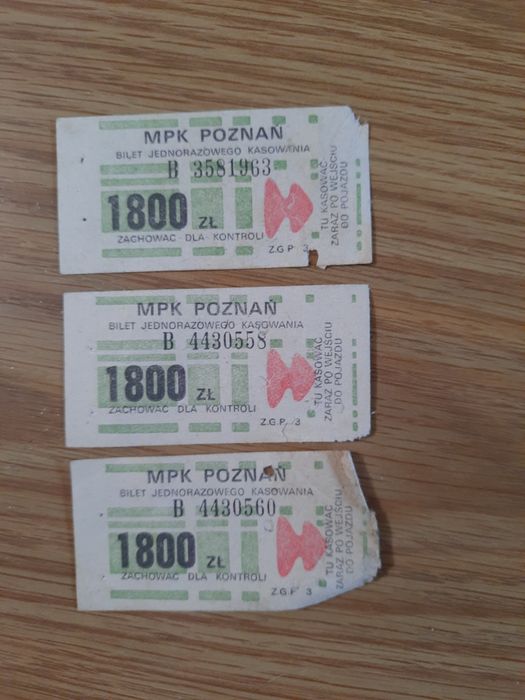 MPK POZNAŃ
BILET JEDNORAZOWEGO KASOWANIA
B 3581963
1800 ZŁ
ZACHOWAĆ DLA KONTROLI
Z.G.P. 3
TU KASOWAĆ
ZARAZ PO WEJŚCIU
DO POJAZDU
MPK POZNAŃ
BILET JEDNORAZOWEGO KASOWANIA
B 4430558
1800 ZŁ
ZACHOWAĆ DLA KONTROLI
Z.G.P. 3
TU KASOWAĆ
ZARAZ PO WEJŚCIU
DO POJAZDU
MPK POZNAŃ
BILET JEDNORAZOWEGO KASOWANIA
B 4430560
1800 ZŁ
ZACHOWAĆ DLA KONTROLI
Z.G.P. 3
TU KASOWAĆ
ZARAZ PO WEJŚCIU
DO POJAZDU